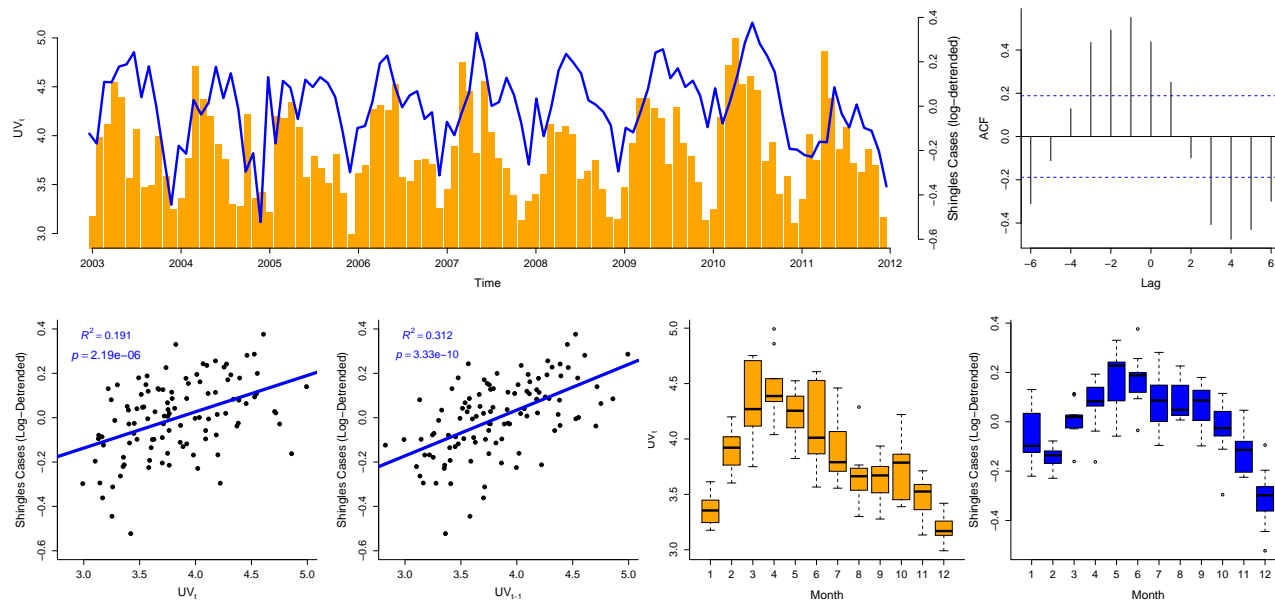 5.0
4.5
4.0
3.5
3.0
UVt
2003 2004 2005 2006 2007 2008 2009 2010 2011 2012
Time
0.4
0.2
0.0
−0.2
−0.4
−0.6
Shingles Cases (log−detrended)
0.4
0.2
0.0
−0.2
−0.4
ACF
−6 −4 −2 0 2 4 6
Lag
R² = 0.191
p = 2.19e−06
0.4
0.2
0.0
−0.2
−0.4
−0.6
Shingles Cases (Log−Detrended)
3.0 3.5 4.0 4.5 5.0
UVt
R² = 0.312
p = 3.33e−10
0.4
0.2
0.0
−0.2
−0.4
−0.6
Shingles Cases (Log−Detrended)
3.0 3.5 4.0 4.5 5.0
UVt−1
5.0
4.5
4.0
3.5
3.0
UVt
1 2 3 4 5 6 7 8 9 10 11 12
Month
0.4
0.2
0.0
−0.2
−0.4
Shingles Cases (Log−Detrended)
1 2 3 4 5 6 7 8 9 10 11 12
Month